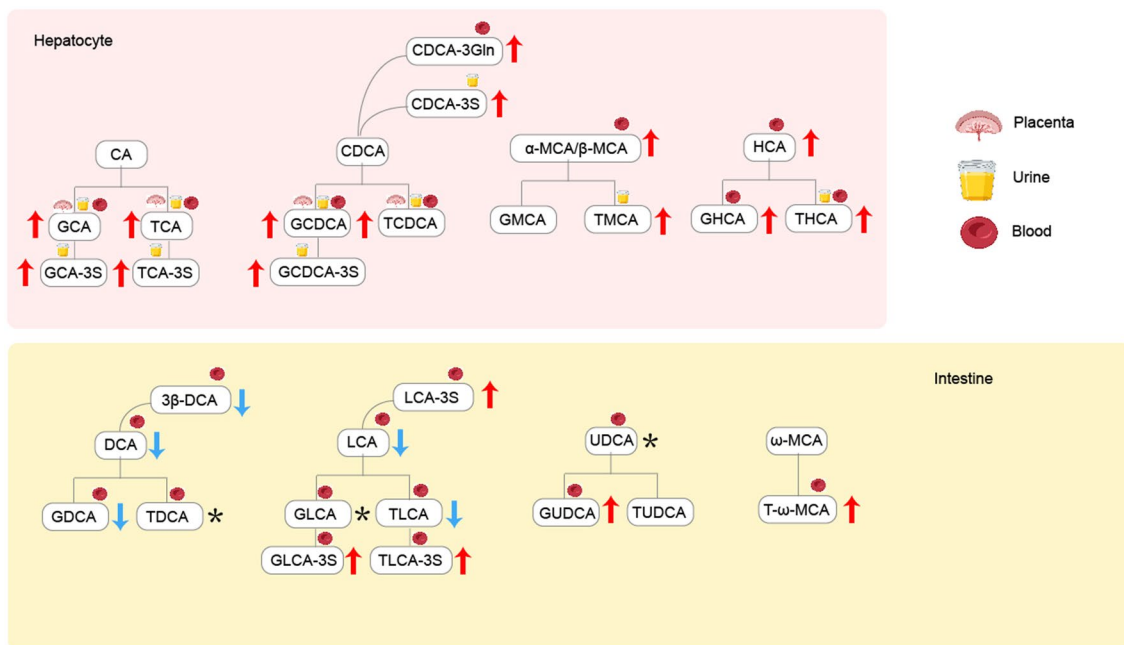 Hepatocyte
CDCA-3Gln
CDCA-3S
CA
CDCA
α-MCA/β-MCA
HCA
GCA
TCA
GCDCA
TCDCA
GMCA
TMCA
GHCA
THCA
GCA-3S
TCA-3S
GCDCA-3S
Placenta
Urine
Blood
Intestine
3β-DCA
LCA-3S
DCA
LCA
UDCA
*
ω-MCA
GDCA
TDCA
*
GLCA
*
TLCA
GUDCA
TUDCA
T-ω-MCA
GLCA-3S
TLCA-3S